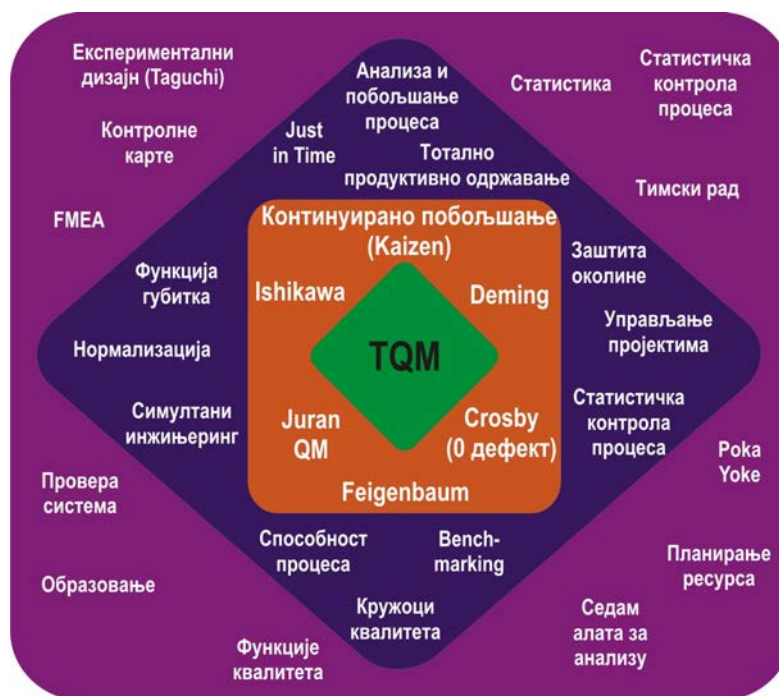 Експериментални
дизајн (Taguchi)
Анализа и
побољшање
процеса
Статистика
Статистичка
контрола
процеса
Контролне
карте
Just
in Time
Тотално
продуктивно одржавање
Тимски рад
FMEA
Континуирано побољшање
(Kaizen)
Функција
губитка
Заштита
околине
Ishikawa
Deming
Управљање
пројектима
Нормализација
TQM
Симултани
инжињеринг
Juran
QM
Crosby
(0 дефект)
Статистичка
контрола
процеса
Poka
Yoke
Провера
система
Feigenbaum
Способност
процеса
Bench-
marking
Планирање
ресурса
Образовање
Кружоци
квалитета
Седам
алата за
анализу
Функције
квалитета